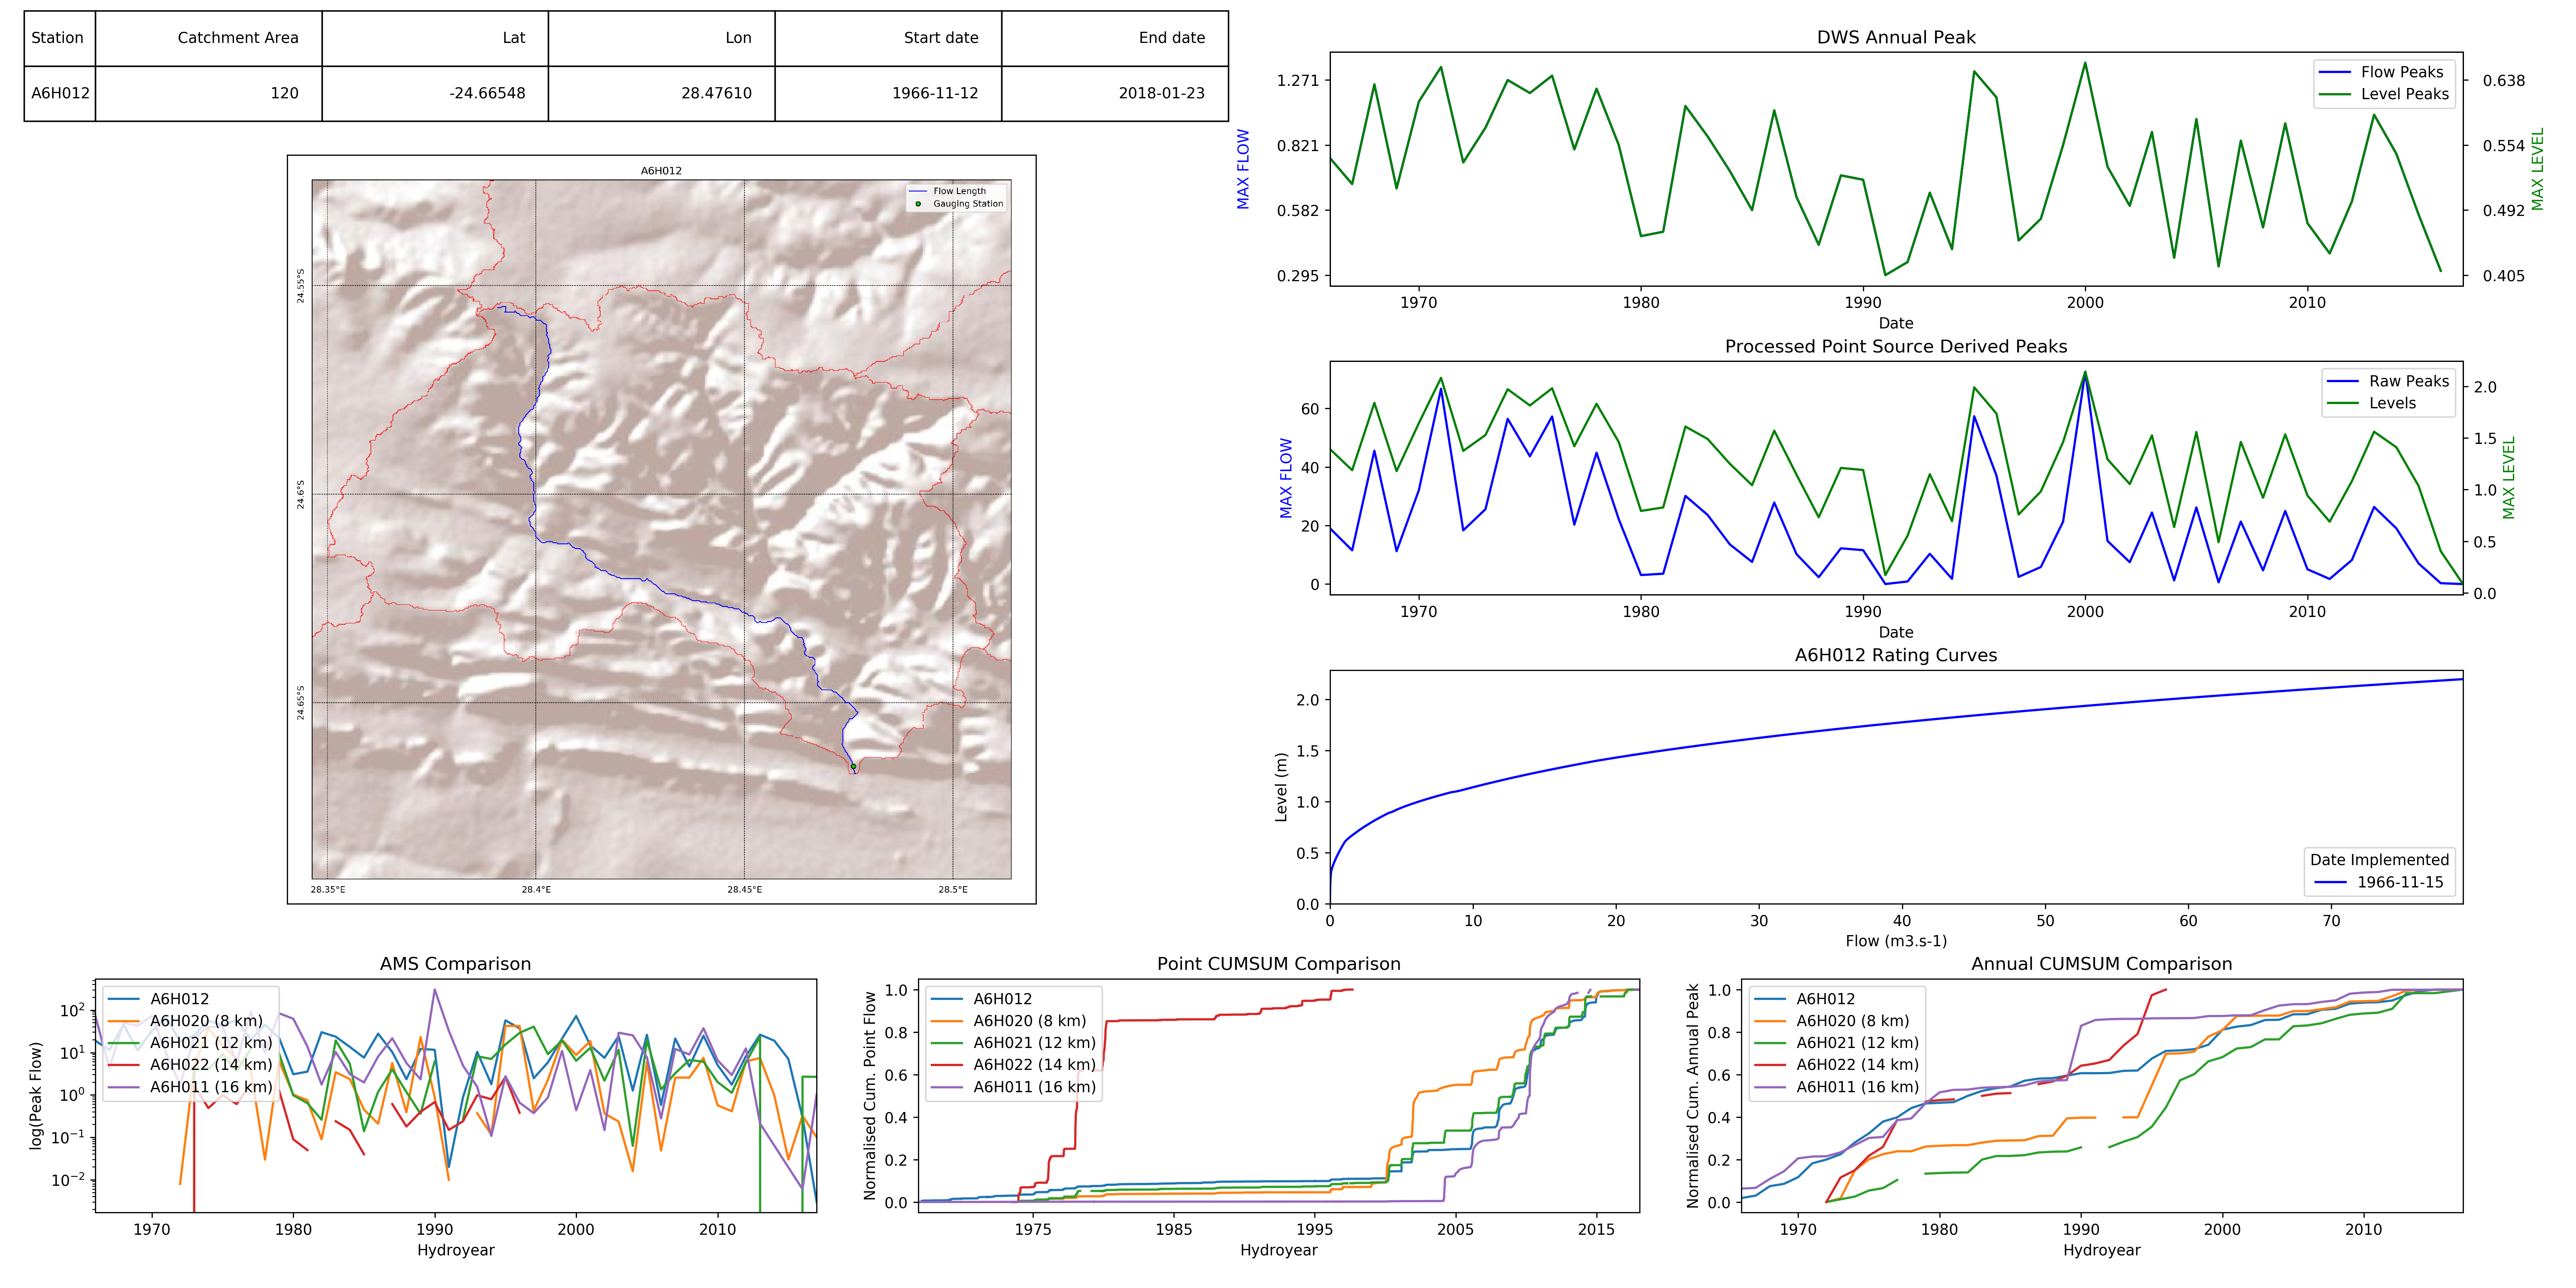 Station Catchment Area Lat Lon Start date End date
A6H012 120 -24.66548 28.47610 1966-11-12 2018-01-23
A6H012
Flow Length
Gauging Station
24.55°S
24.6°S
24.65°S
28.35°E 28.4°E 28.45°E 28.5°E
DWS Annual Peak
Flow Peaks
Level Peaks
MAX FLOW
1.271
0.821
0.582
0.295
MAX LEVEL
0.638
0.554
0.492
0.405
1970 1980 1990 2000 2010
Date
Processed Point Source Derived Peaks
Raw Peaks
Levels
MAX FLOW
60
40
20
0
MAX LEVEL
2.0
1.5
1.0
0.5
0.0
1970 1980 1990 2000 2010
Date
A6H012 Rating Curves
Level (m)
2.0
1.5
1.0
0.5
0.0
Date Implemented
1966-11-15
0 10 20 30 40 50 60 70
Flow (m3.s-1)
AMS Comparison
A6H012
A6H020 (8 km)
A6H021 (12 km)
A6H022 (14 km)
A6H011 (16 km)
log(Peak Flow)
10²
10¹
10⁰
10⁻¹
10⁻²
1970 1980 1990 2000 2010
Hydroyear
Point CUMSUM Comparison
A6H012
A6H020 (8 km)
A6H021 (12 km)
A6H022 (14 km)
A6H011 (16 km)
Normalised Cum. Point Flow
1.0
0.8
0.6
0.4
0.2
0.0
1975 1985 1995 2005 2015
Hydroyear
Annual CUMSUM Comparison
A6H012
A6H020 (8 km)
A6H021 (12 km)
A6H022 (14 km)
A6H011 (16 km)
Normalised Cum. Annual Peak
1.0
0.8
0.6
0.4
0.2
0.0
1970 1980 1990 2000 2010
Hydroyear